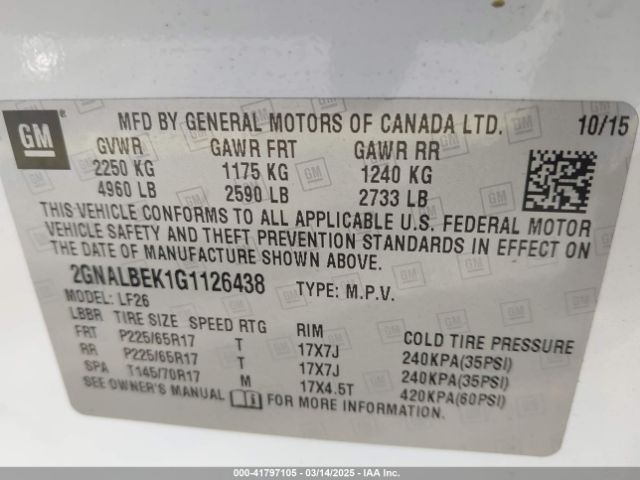 GM
MFD BY GENERAL MOTORS OF CANADA LTD. 10/15
GVWR GAWR FRT GAWR RR
2250 KG 1175 KG 1240 KG
4960 LB 2590 LB 2733 LB
THIS VEHICLE CONFORMS TO ALL APPLICABLE U.S. FEDERAL MOTOR
VEHICLE SAFETY AND THEFT PREVENTION STANDARDS IN EFFECT ON
THE DATE OF MANUFACTURE SHOWN ABOVE.
2GNALBEK1G1126438 TYPE: M.P.V.
MODEL: LF26
LBBR TIRE SIZE SPEED RTG RIM COLD TIRE PRESSURE
FRT P225/65R17 T 17X7J 240KPA(35PSI)
RR P225/65R17 T 17X7J 240KPA(35PSI)
SPA T145/70R17 M 17X4.5T 420KPA(60PSI)
SEE OWNER'S MANUAL FOR MORE INFORMATION.
000-41797105 - 03/14/2025 - IAA Inc.